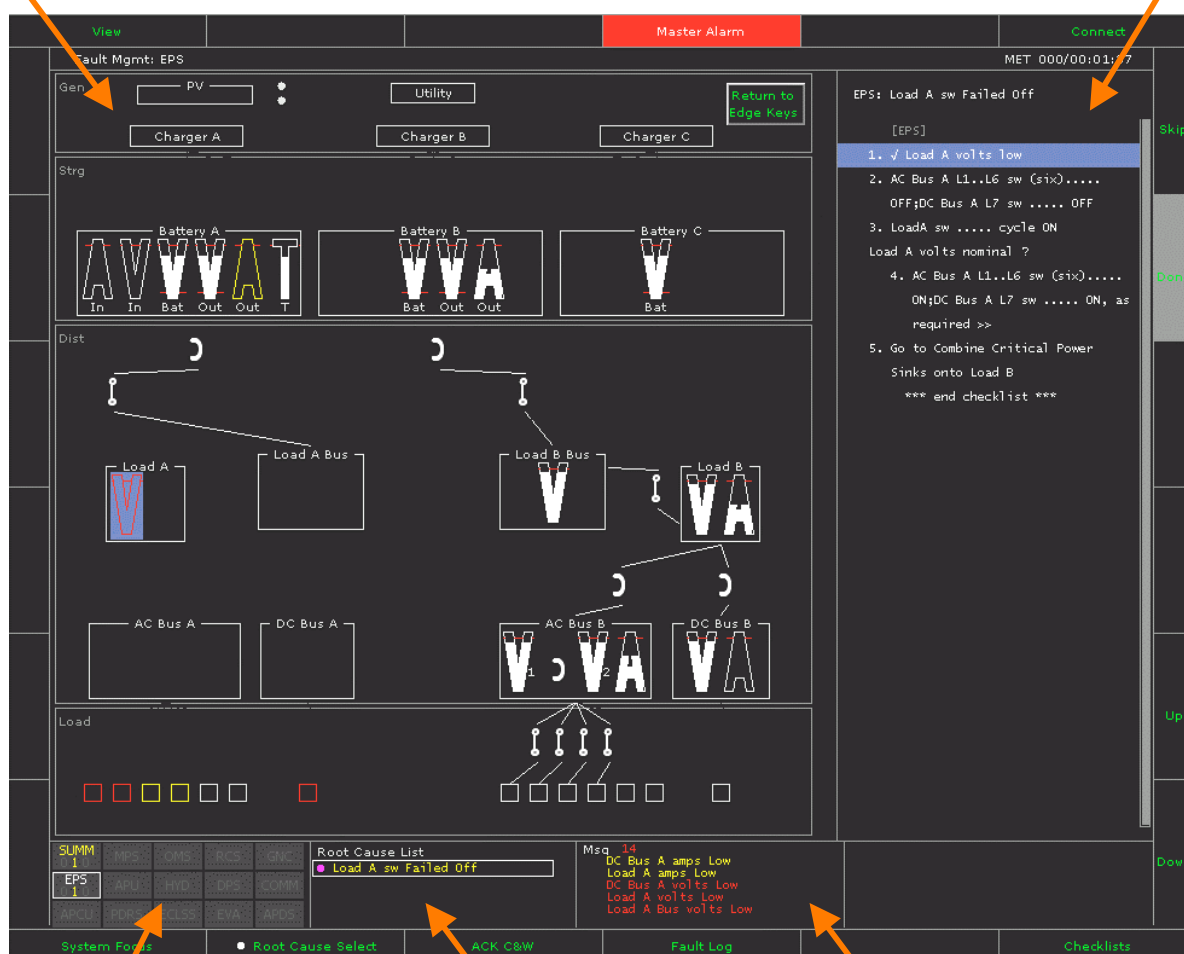 View
Master Alarm
Connect
Fault Mgmt: EPS
MET 000/00:01:07
Gen
PV
Utility
Return to
Edge Keys
Charger A
Charger B
Charger C
Strg
Battery A
A V V V A T
In In Bat Out Out T
Battery B
V V A
Bat Out Out
Battery C
V
Bat
Dist
Load A
V
Load A Bus
Load B Bus
V
Load B
V A
AC Bus A
DC Bus A
AC Bus B
V 1 V 2 A
DC Bus B
V A
Load
EPS: Load A sw Failed Off
[EPS]
1. √ Load A volts low
2. AC Bus A L1..L6 sw (six).....
OFF;DC Bus A L7 sw ..... OFF
3. LoadA sw ..... cycle ON
Load A volts nominal ?
4. AC Bus A L1..L6 sw (six).....
ON;DC Bus A L7 sw ..... ON, as
required >>
5. Go to Combine Critical Power
Sinks onto Load B
*** end checklist ***
Skip
Up
SUMM
0 1 0
MPS
OMS
RCS
GNC
EPS
0 1 0
APU
HYD
DPS
COMM
APCU
PDRS
ECLSS
EVA
APDS
Root Cause List
Load A sw Failed Off
Msg 14
DC Bus A amps Low
Load A amps Low
DC Bus A volts Low
Load A volts Low
Load A Bus volts Low
System Focus
Root Cause Select
ACK C&W
Fault Log
Checklists